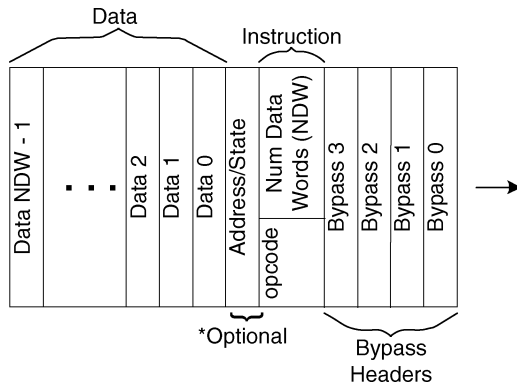 Data
Instruction
Data NDW - 1
. . .
Data 2
Data 1
Data 0
Address/State
Num Data
Words (NDW)
opcode
Bypass 3
Bypass 2
Bypass 1
Bypass 0
*Optional
Bypass
Headers